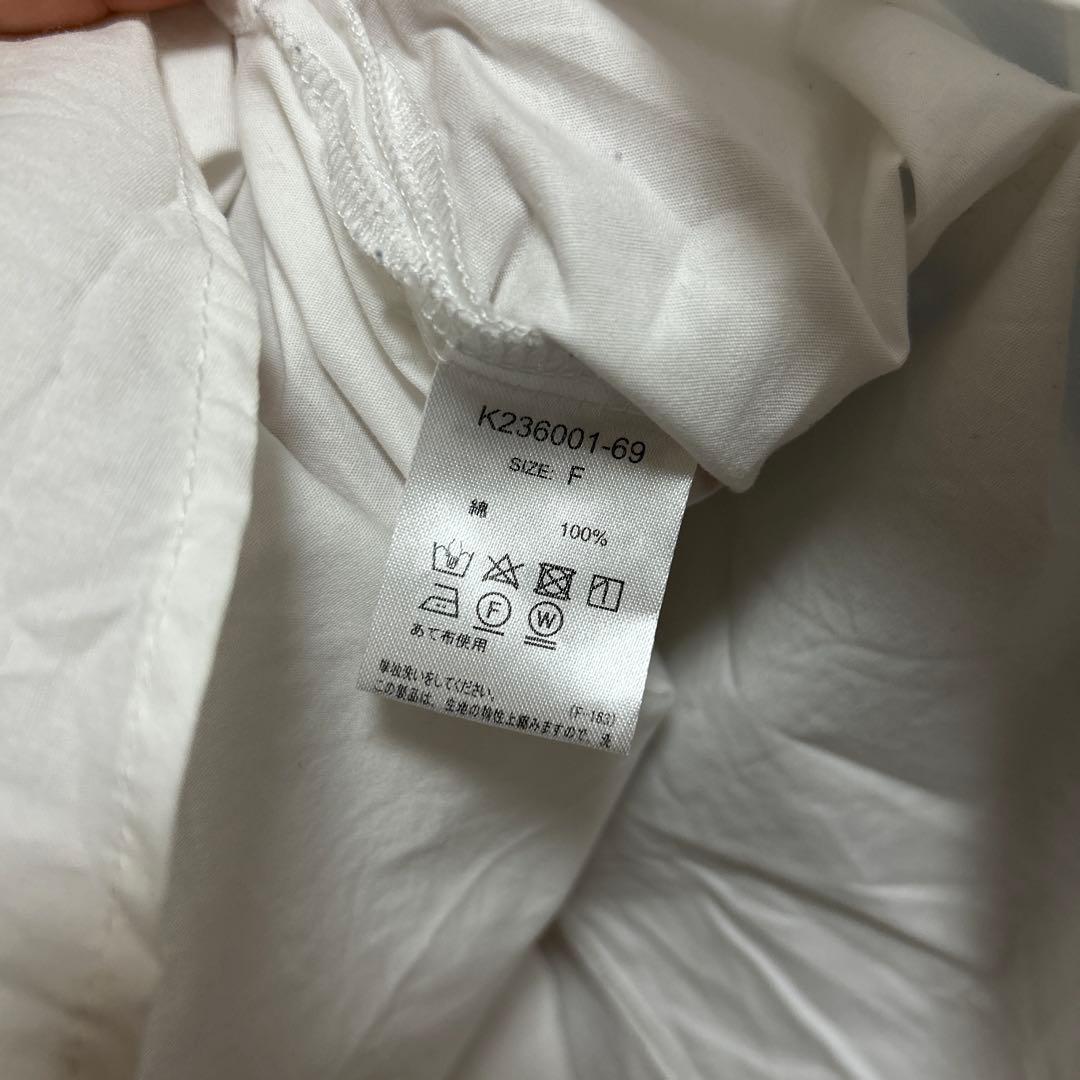 K236001-69
SIZE: F
綿 100%
F W
あて布使用
単独洗いをしてください。
(F-183)
この製品は、生地の特性上縮みますので、洗